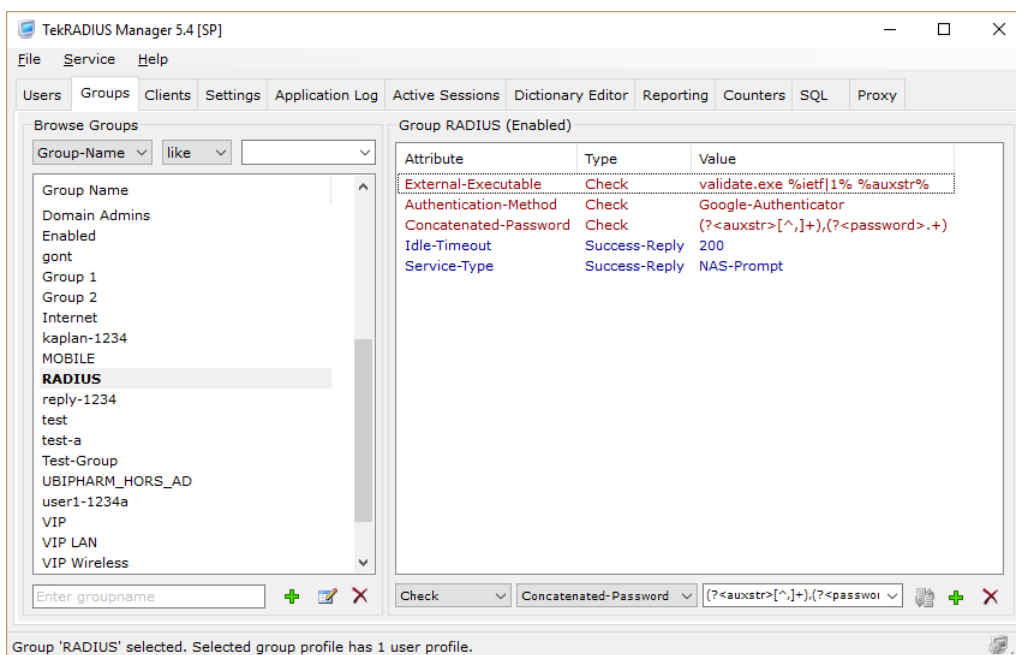 TekRADIUS Manager 5.4 [SP]
File Service Help
Users Groups Clients Settings Application Log Active Sessions Dictionary Editor Reporting Counters SQL Proxy
Browse Groups
Group-Name like
Group Name
Domain Admins
Enabled
gont
Group 1
Group 2
Internet
kaplan-1234
MOBILE
RADIUS
reply-1234
test
test-a
Test-Group
UBIPHARM_HORS_AD
user1-1234a
VIP
VIP LAN
VIP Wireless
Enter groupname
Group RADIUS (Enabled)
Attribute Type Value
External-Executable Check validate.exe %ietf|1% %auxstr%
Authentication-Method Check Google-Authenticator
Concatenated-Password Check (?<auxstr>[^,]+),(?<password>.+)
Idle-Timeout Success-Reply 200
Service-Type Success-Reply NAS-Prompt
Check Concatenated-Password (?<auxstr>[^,]+),(?<passwor
Group 'RADIUS' selected. Selected group profile has 1 user profile.